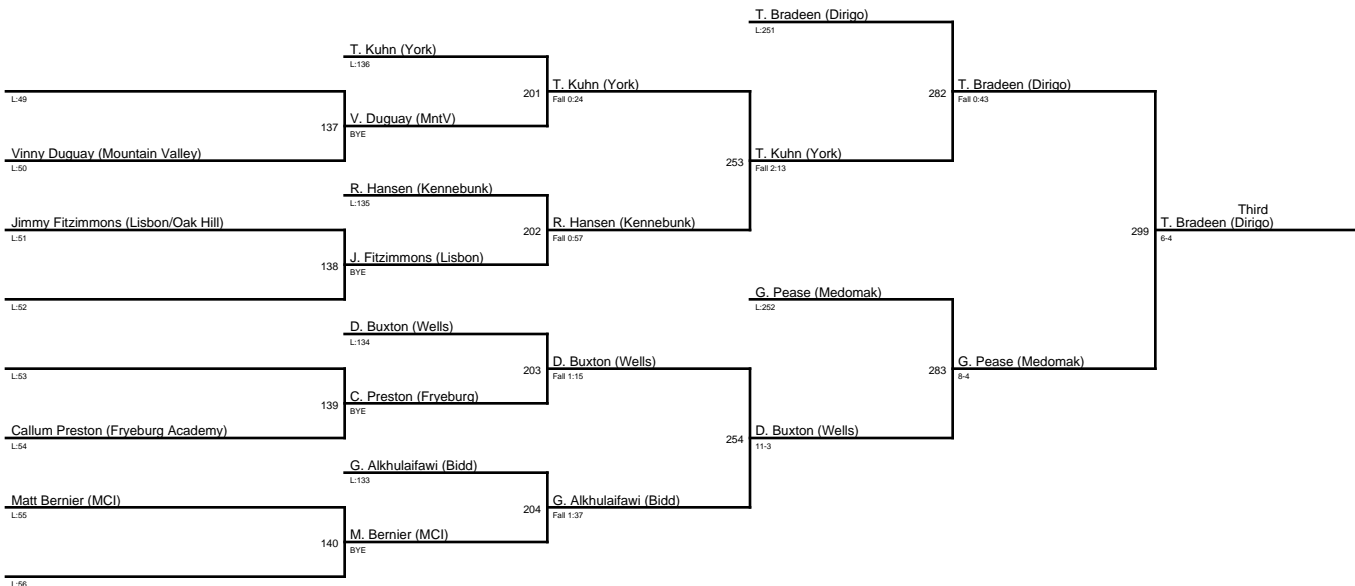 T. Bradeen (Dirigo)
L:251
T. Kuhn (York)
L:136
L:49
201
T. Kuhn (York)
Fall 0:24
282
T. Bradeen (Dirigo)
Fall 0:43
137
V. Duguay (MntV)
BYE
Vinny Duguay (Mountain Valley)
L:50
253
T. Kuhn (York)
Fall 2:13
R. Hansen (Kennebunk)
L:135
Jimmy Fitzimmons (Lisbon/Oak Hill)
L:51
202
R. Hansen (Kennebunk)
Fall 0:57
299
Third
T. Bradeen (Dirigo)
6-4
138
J. Fitzimmons (Lisbon)
BYE
L:52
G. Pease (Medomak)
L:252
D. Buxton (Wells)
L:134
L:53
203
D. Buxton (Wells)
Fall 1:15
283
G. Pease (Medomak)
8-4
139
C. Preston (Fryeburg)
BYE
Callum Preston (Fryeburg Academy)
L:54
254
D. Buxton (Wells)
11-3
G. Alkhulaifawi (Bidd)
L:133
Matt Bernier (MCI)
L:55
204
G. Alkhulaifawi (Bidd)
Fall 1:37
140
M. Bernier (MCI)
BYE
L:56